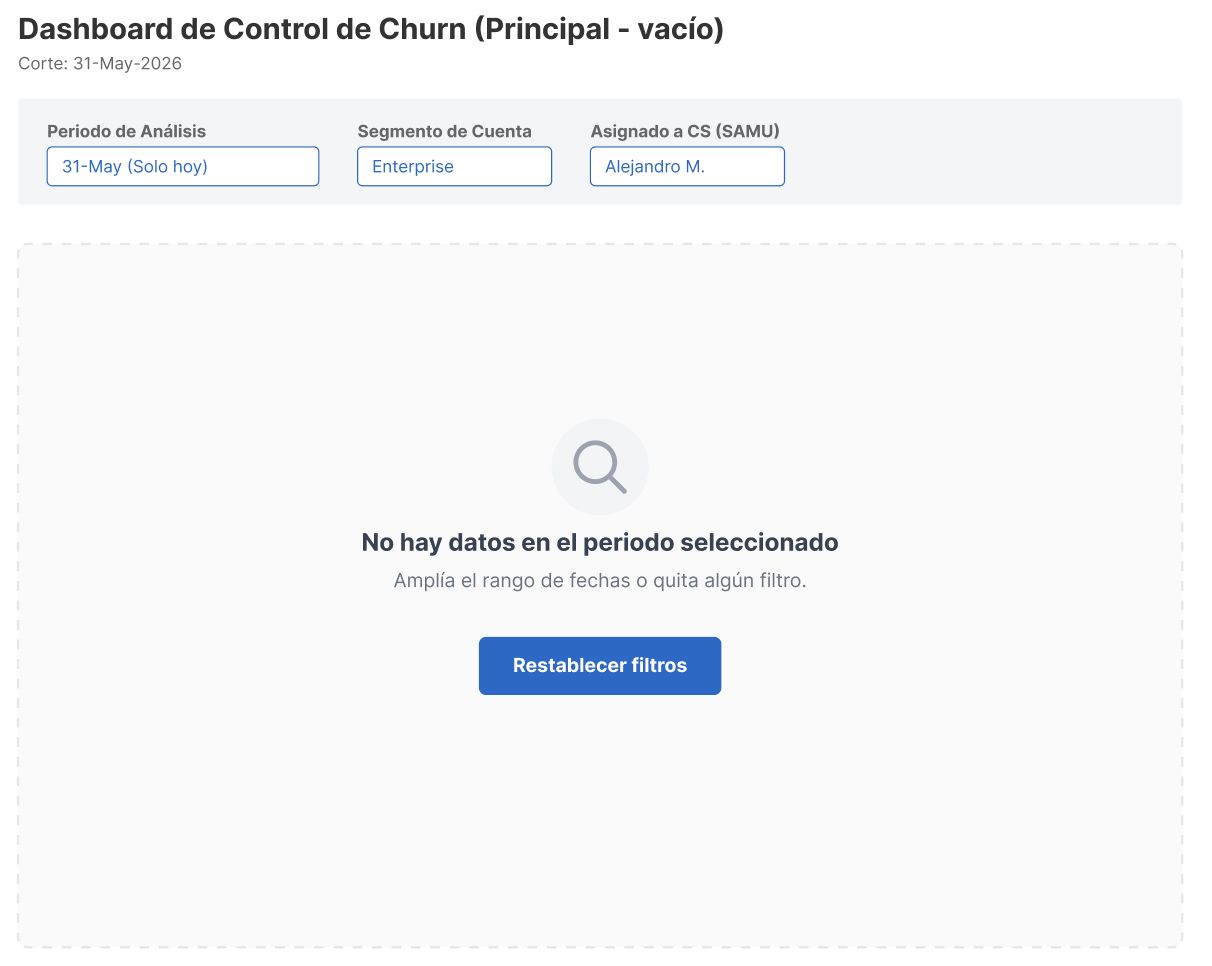 Dashboard de Control de Churn (Principal - vacío)
Corte: 31-May-2026
Periodo de Análisis
31-May (Solo hoy)
Segmento de Cuenta
Enterprise
Asignado a CS (SAMU)
Alejandro M.
No hay datos en el periodo seleccionado
Amplía el rango de fechas o quita algún filtro.
Restablecer filtros